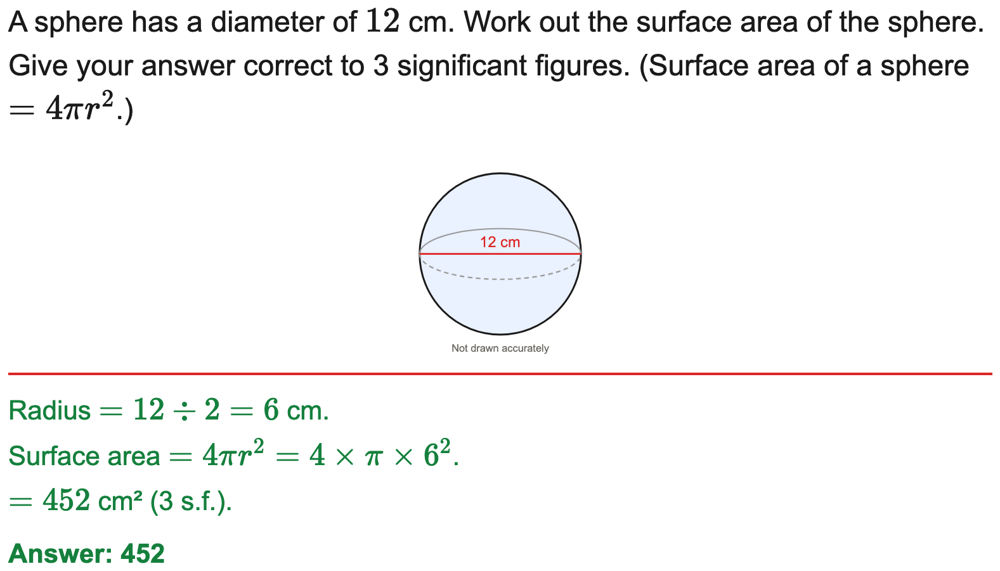 A sphere has a diameter of 12 cm. Work out the surface area of the sphere.
Give your answer correct to 3 significant figures. (Surface area of a sphere
= 4πr².)
12 cm
Not drawn accurately
Radius = 12 ÷ 2 = 6 cm.
Surface area = 4πr² = 4 × π × 6².
= 452 cm² (3 s.f.).
Answer: 452